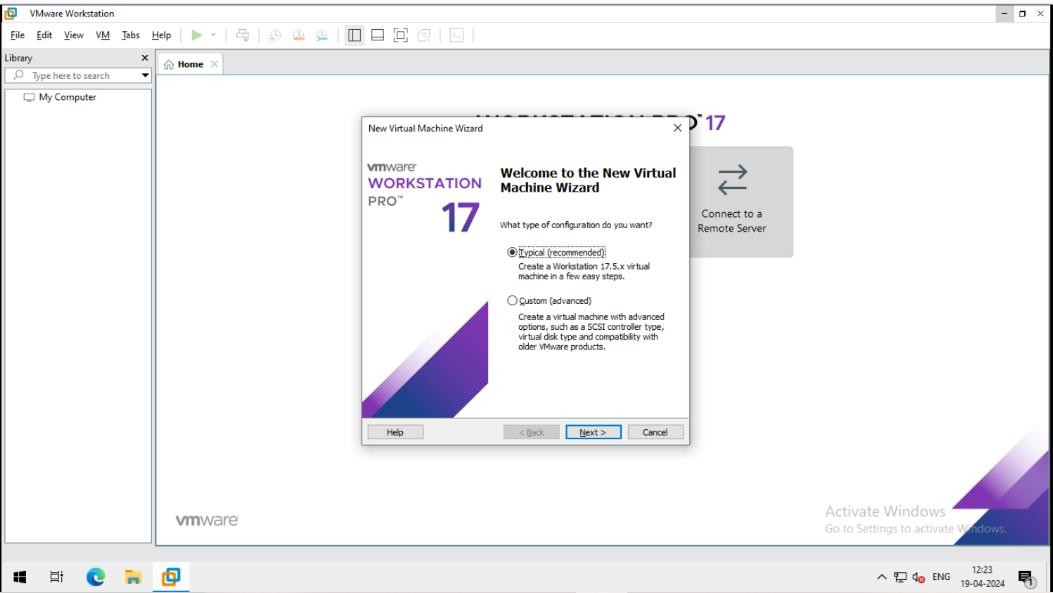 VMware Workstation
File Edit View VM Tabs Help
Library
Type here to search
Home
My Computer
17
New Virtual Machine Wizard
vmware
WORKSTATION
PRO™
17
Welcome to the New Virtual
Machine Wizard
What type of configuration do you want?
Typical (recommended)
Create a Workstation 17.5.x virtual
machine in a few easy steps.
Custom (advanced)
Create a virtual machine with advanced
options, such as a SCSI controller type,
virtual disk type and compatibility with
older VMware products.
Help < Back Next > Cancel
Connect to a
Remote Server
vmware
Activate Windows
Go to Settings to activate Windows.
ENG
12:23
19-04-2024
1